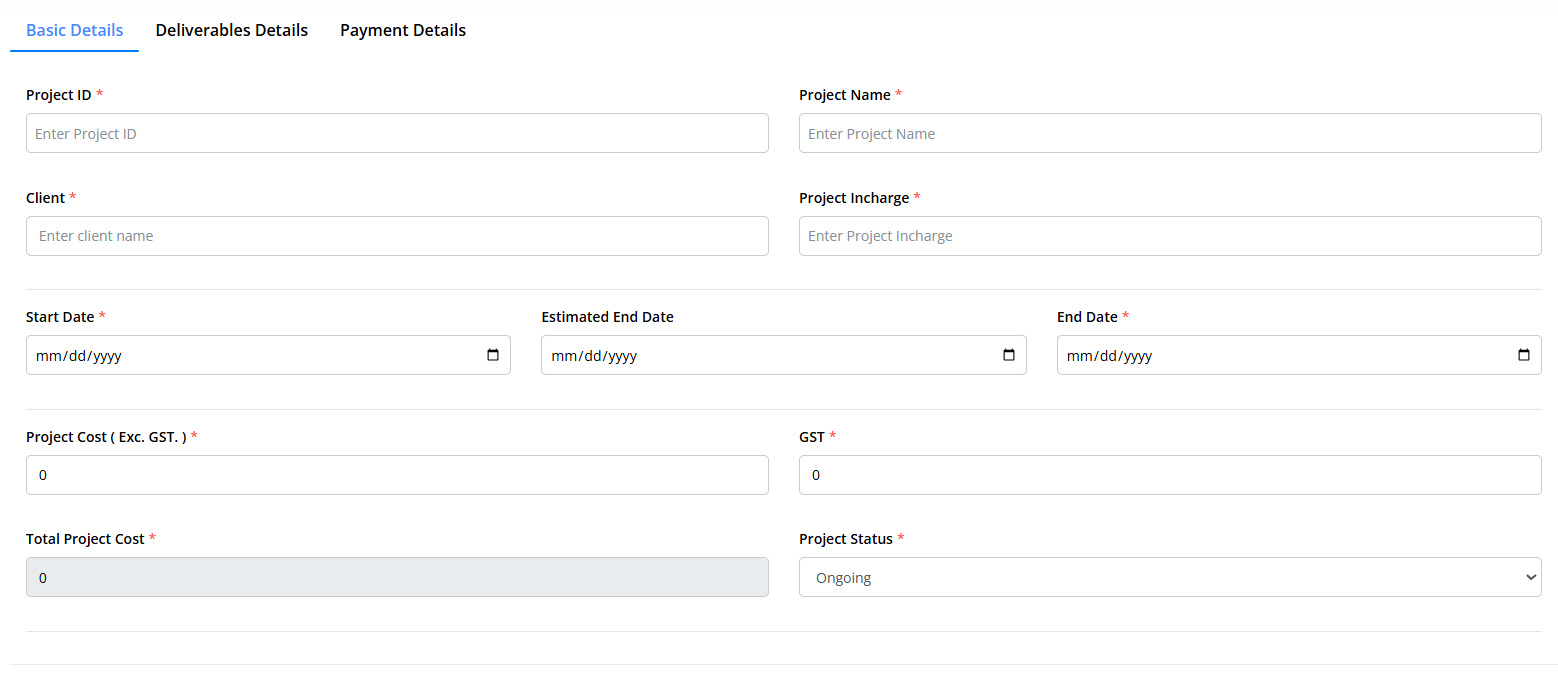 Basic Details Deliverables Details Payment Details
Project ID * Project Name *
Enter Project ID Enter Project Name
Client * Project Incharge *
Enter client name Enter Project Incharge
Start Date * Estimated End Date End Date *
mm/dd/yyyy mm/dd/yyyy mm/dd/yyyy
Project Cost ( Exc. GST. ) * GST *
0 0
Total Project Cost * Project Status *
0 Ongoing